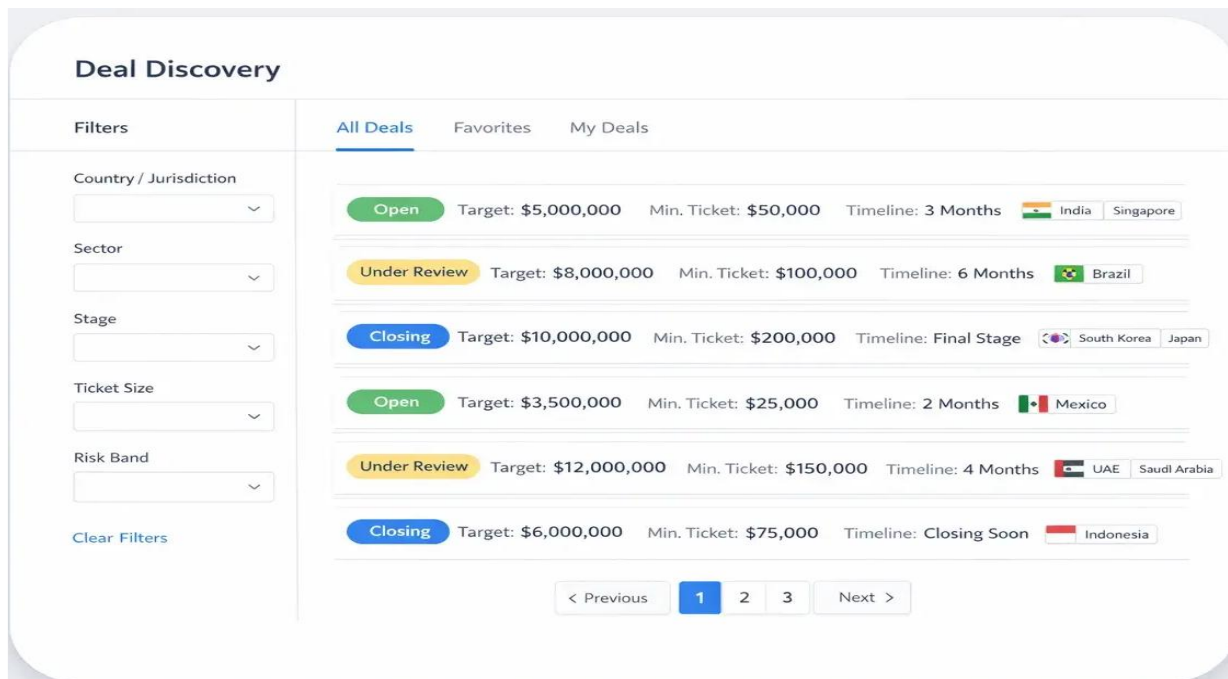 Deal Discovery
Filters
All Deals Favorites My Deals
Country / Jurisdiction
Sector
Stage
Ticket Size
Risk Band
Clear Filters
Open Target: $5,000,000 Min. Ticket: $50,000 Timeline: 3 Months India Singapore
Under Review Target: $8,000,000 Min. Ticket: $100,000 Timeline: 6 Months Brazil
Closing Target: $10,000,000 Min. Ticket: $200,000 Timeline: Final Stage South Korea Japan
Open Target: $3,500,000 Min. Ticket: $25,000 Timeline: 2 Months Mexico
Under Review Target: $12,000,000 Min. Ticket: $150,000 Timeline: 4 Months UAE Saudi Arabia
Closing Target: $6,000,000 Min. Ticket: $75,000 Timeline: Closing Soon Indonesia
< Previous 1 2 3 Next >